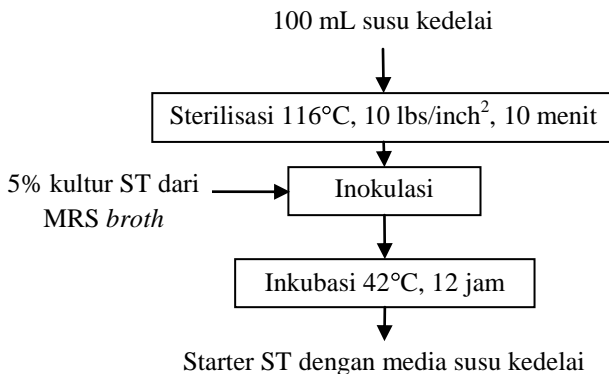 100 mL susu kedelai
Sterilisasi 116°C, 10 lbs/inch², 10 menit
5% kultur ST dari
MRS broth
Inokulasi
Inkubasi 42°C, 12 jam
Starter ST dengan media susu kedelai